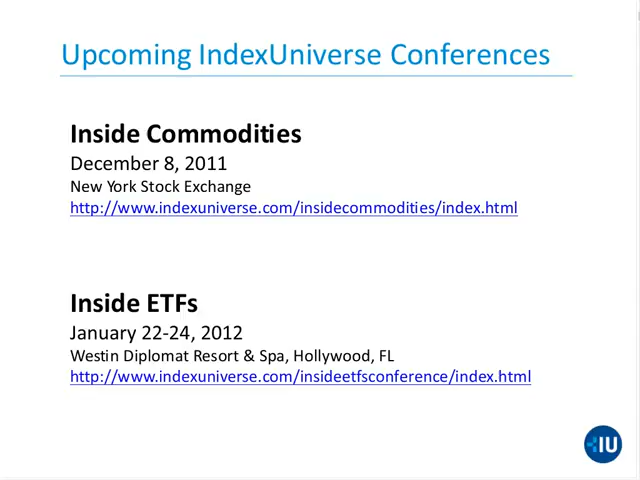 Upcoming IndexUniverse Conferences
Inside Commodities
December 8, 2011
New York Stock Exchange
http://www.indexuniverse.com/insidecommodities/index.html
Inside ETFs
January 22-24, 2012
Westin Diplomat Resort & Spa, Hollywood, FL
http://www.indexuniverse.com/insideetfsconference/index.html
IU